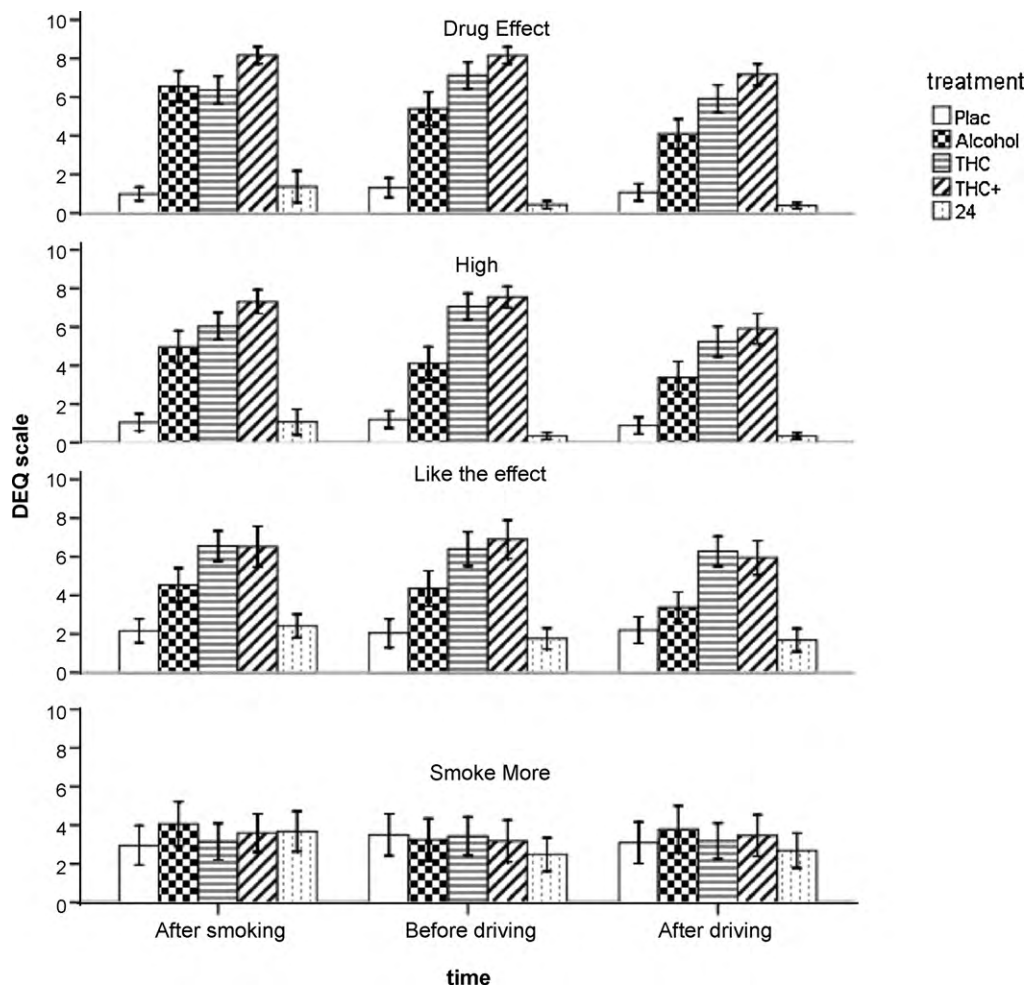 Drug Effect
10
8
6
4
2
0
treatment
Plac
Alcohol
THC
THC+
24
High
10
8
6
4
2
0
Like the effect
10
8
6
4
2
0
Smoke More
10
8
6
4
2
0
DEQ scale
After smoking
Before driving
After driving
time